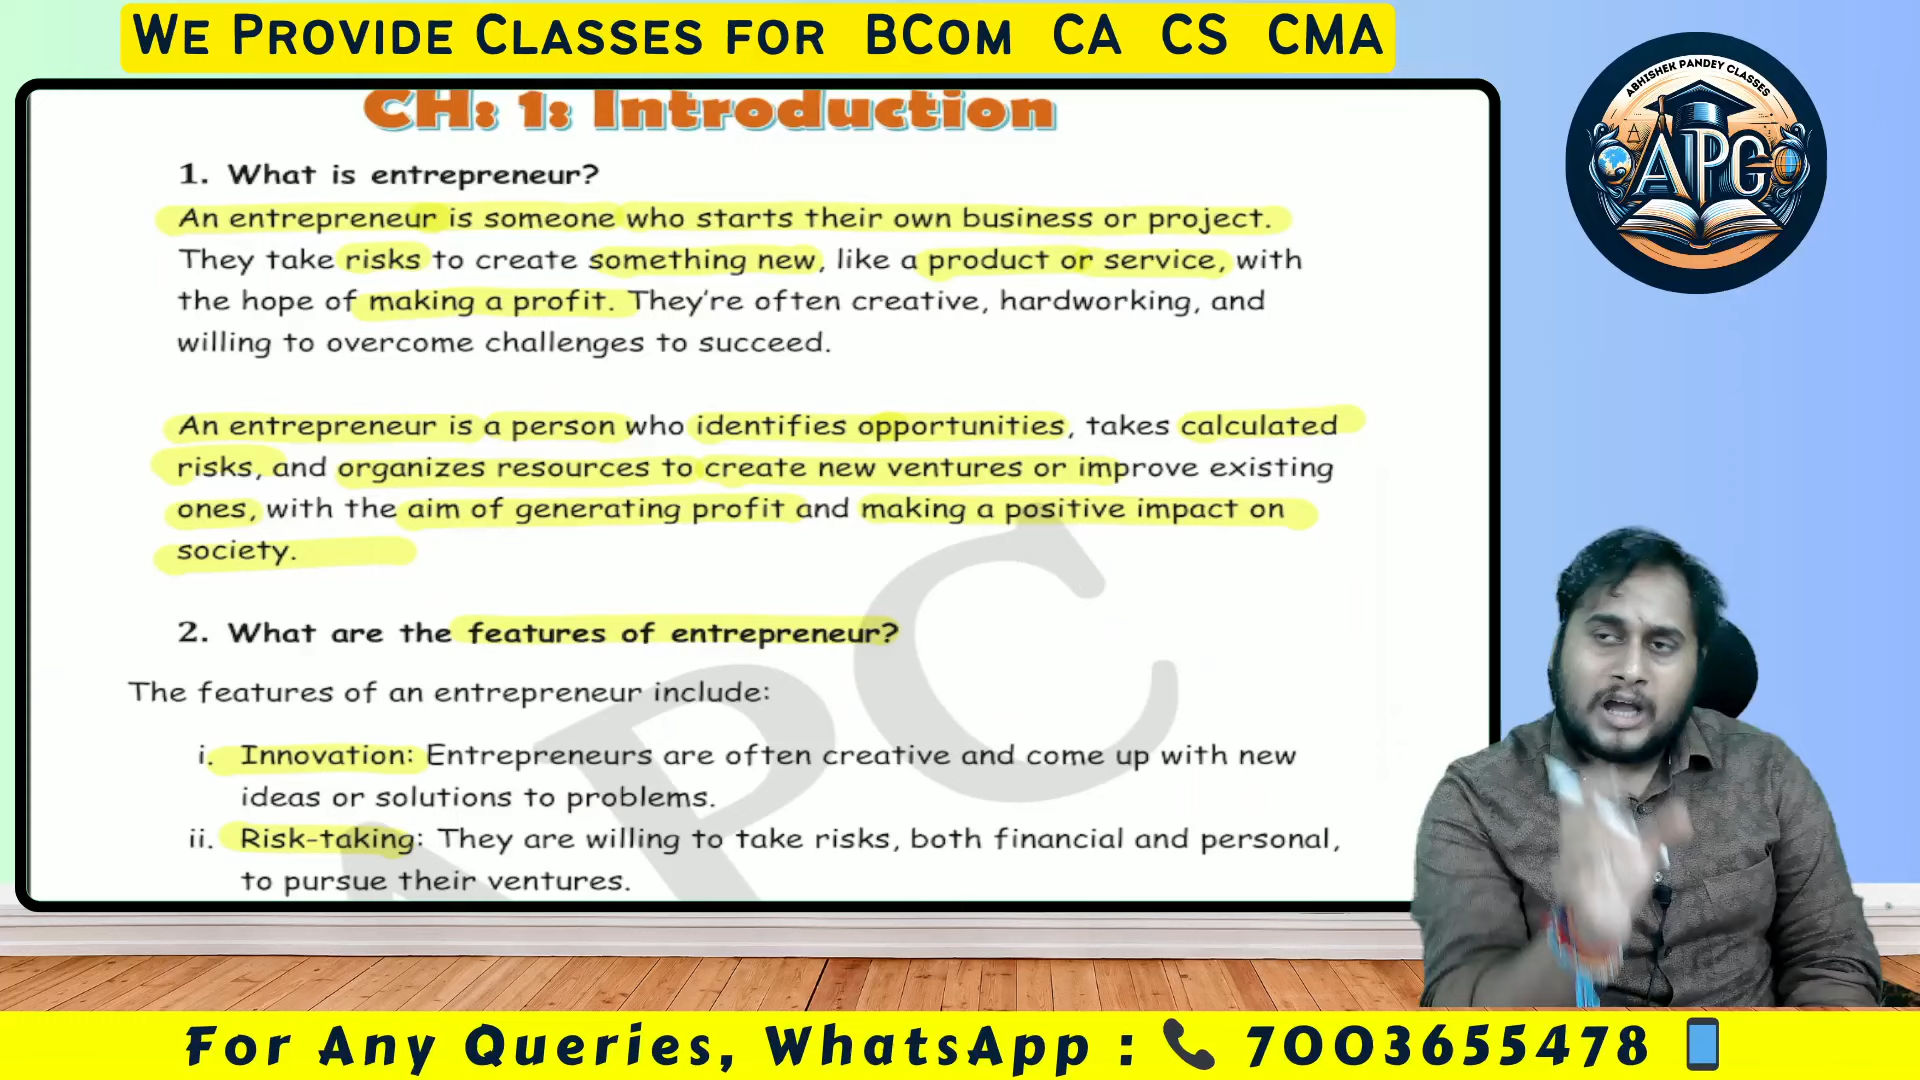 WE PROVIDE CLASSES FOR BCOM CA CS CMA
ABHISHEK PANDEY CLASSES
APC
CH: 1: Introduction
1. What is entrepreneur?
An entrepreneur is someone who starts their own business or project.
They take risks to create something new, like a product or service, with
the hope of making a profit. They're often creative, hardworking, and
willing to overcome challenges to succeed.
An entrepreneur is a person who identifies opportunities, takes calculated
risks, and organizes resources to create new ventures or improve existing
ones, with the aim of generating profit and making a positive impact on
society.
2. What are the features of entrepreneur?
The features of an entrepreneur include:
i. Innovation: Entrepreneurs are often creative and come up with new
ideas or solutions to problems.
ii. Risk-taking: They are willing to take risks, both financial and personal,
to pursue their ventures.
APC
For Any Queries, WhatsApp : 7003655478